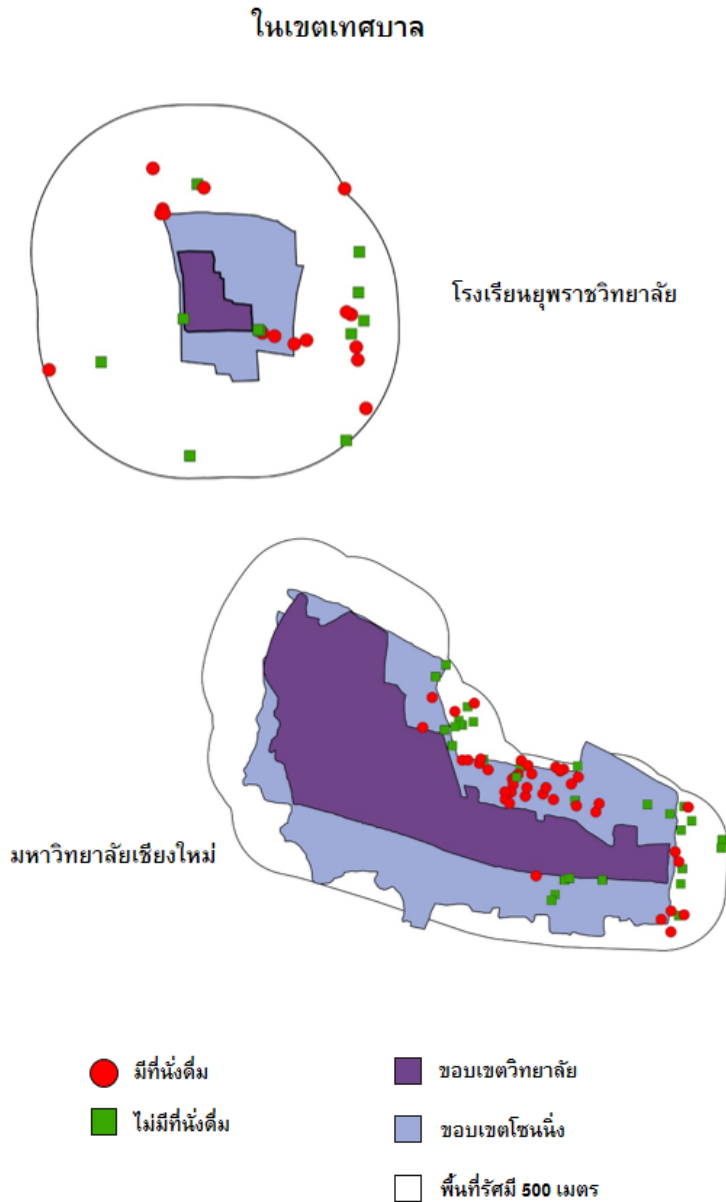 ในเขตเทศบาล
โรงเรียนยุพราชวิทยาลัย
มหาวิทยาลัยเชียงใหม่
มีที่นั่งดื่ม
ไม่มีที่นั่งดื่ม
ขอบเขตวิทยาลัย
ขอบเขตโซนนิ่ง
พื้นที่รัศมี 500 เมตร